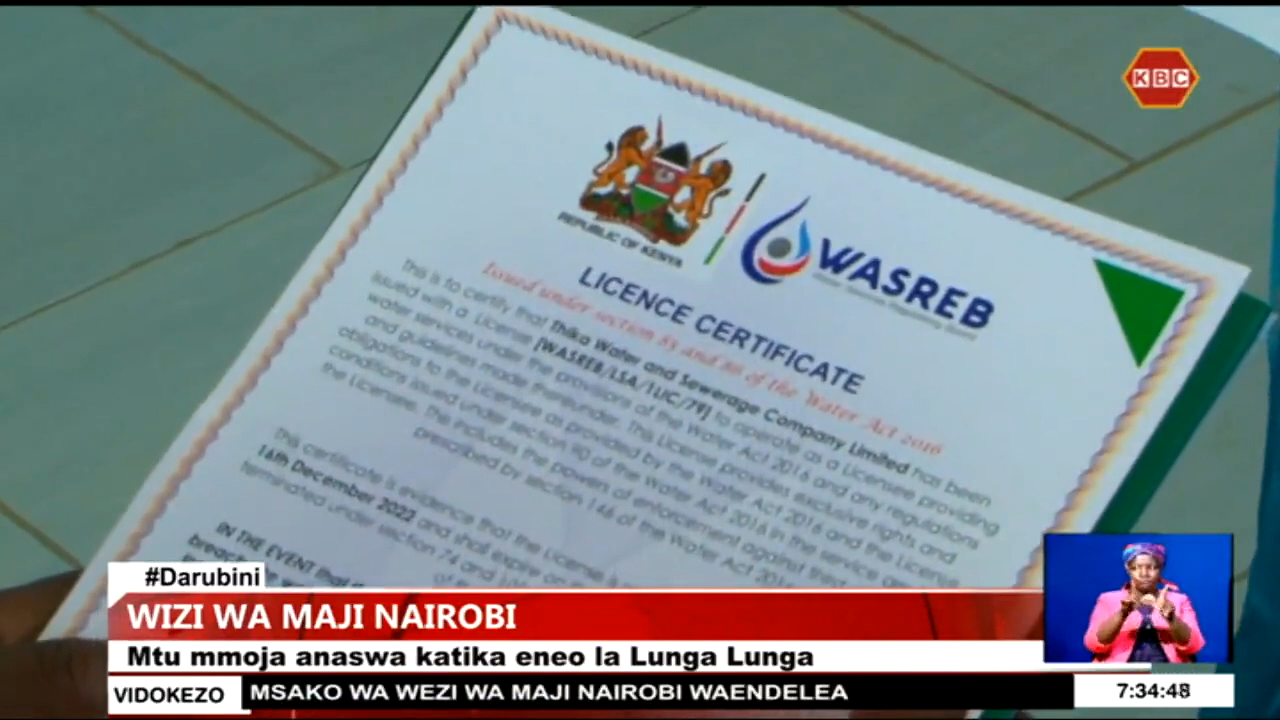 KBC
REPUBLIC OF KENYA
WASREB
LICENCE CERTIFICATE
Issued under section 85 and 86 of the Water Act 2016
This is to certify that Thika Water and Sewerage Company Limited has been
issued with a License [WASREB/LSA/1UC/79] to operate as a Licensee providing
water services under the provisions of the Water Act 2016 and any regulations
and guidelines made thereunder. This License provides exclusive rights and
obligations to the Licensee as provided by the Water Act 2016 and the License
conditions issued under section 90 of the Water Act 2016 in the service
the Licensee. This includes the powers of enforcement against
prescribed by section 146 of the Water Act
This certificate is evidence that the License is
16th December 2022 and shall expire on
terminated under section 74 and
IN THE EVENT that
breach
#Darubini
WIZI WA MAJI NAIROBI
Mtu mmoja anaswa katika eneo la Lunga Lunga
VIDOKEZO MSAKO WA WEZI WA MAJI NAIROBI WAENDELEA 7:34:48